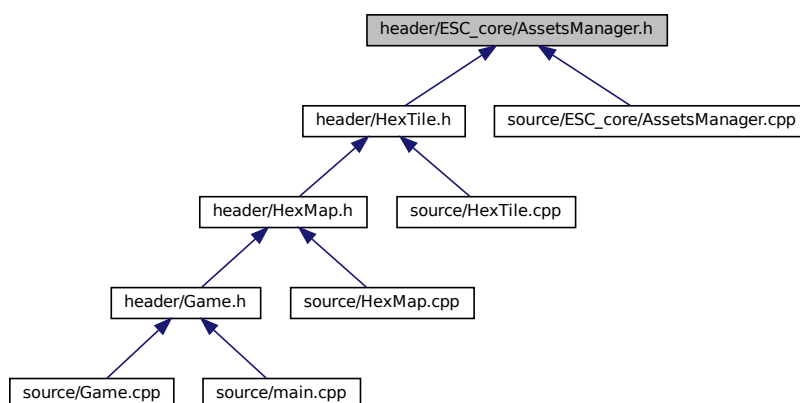 header/ESC_core/AssetsManager.h
header/HexTile.h
source/ESC_core/AssetsManager.cpp
header/HexMap.h
source/HexTile.cpp
header/Game.h
source/HexMap.cpp
source/Game.cpp
source/main.cpp